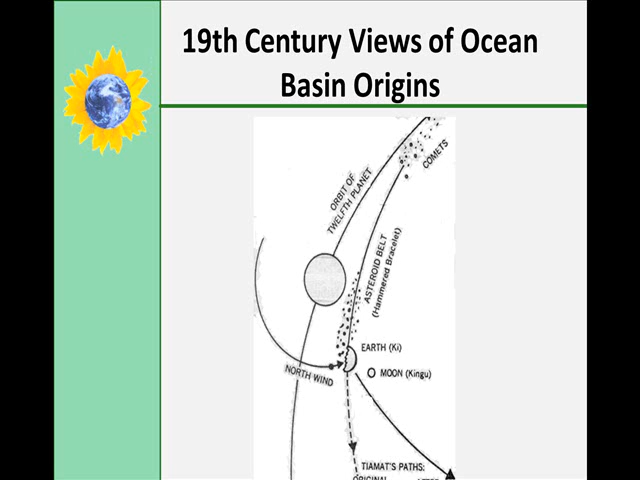 19th Century Views of Ocean
Basin Origins
COMETS
ORBIT OF
TWELFTH PLANET
ASTEROID BELT
(Hammered Bracelet)
EARTH (Ki)
MOON (Kingu)
NORTH WIND
TIAMAT'S PATHS: